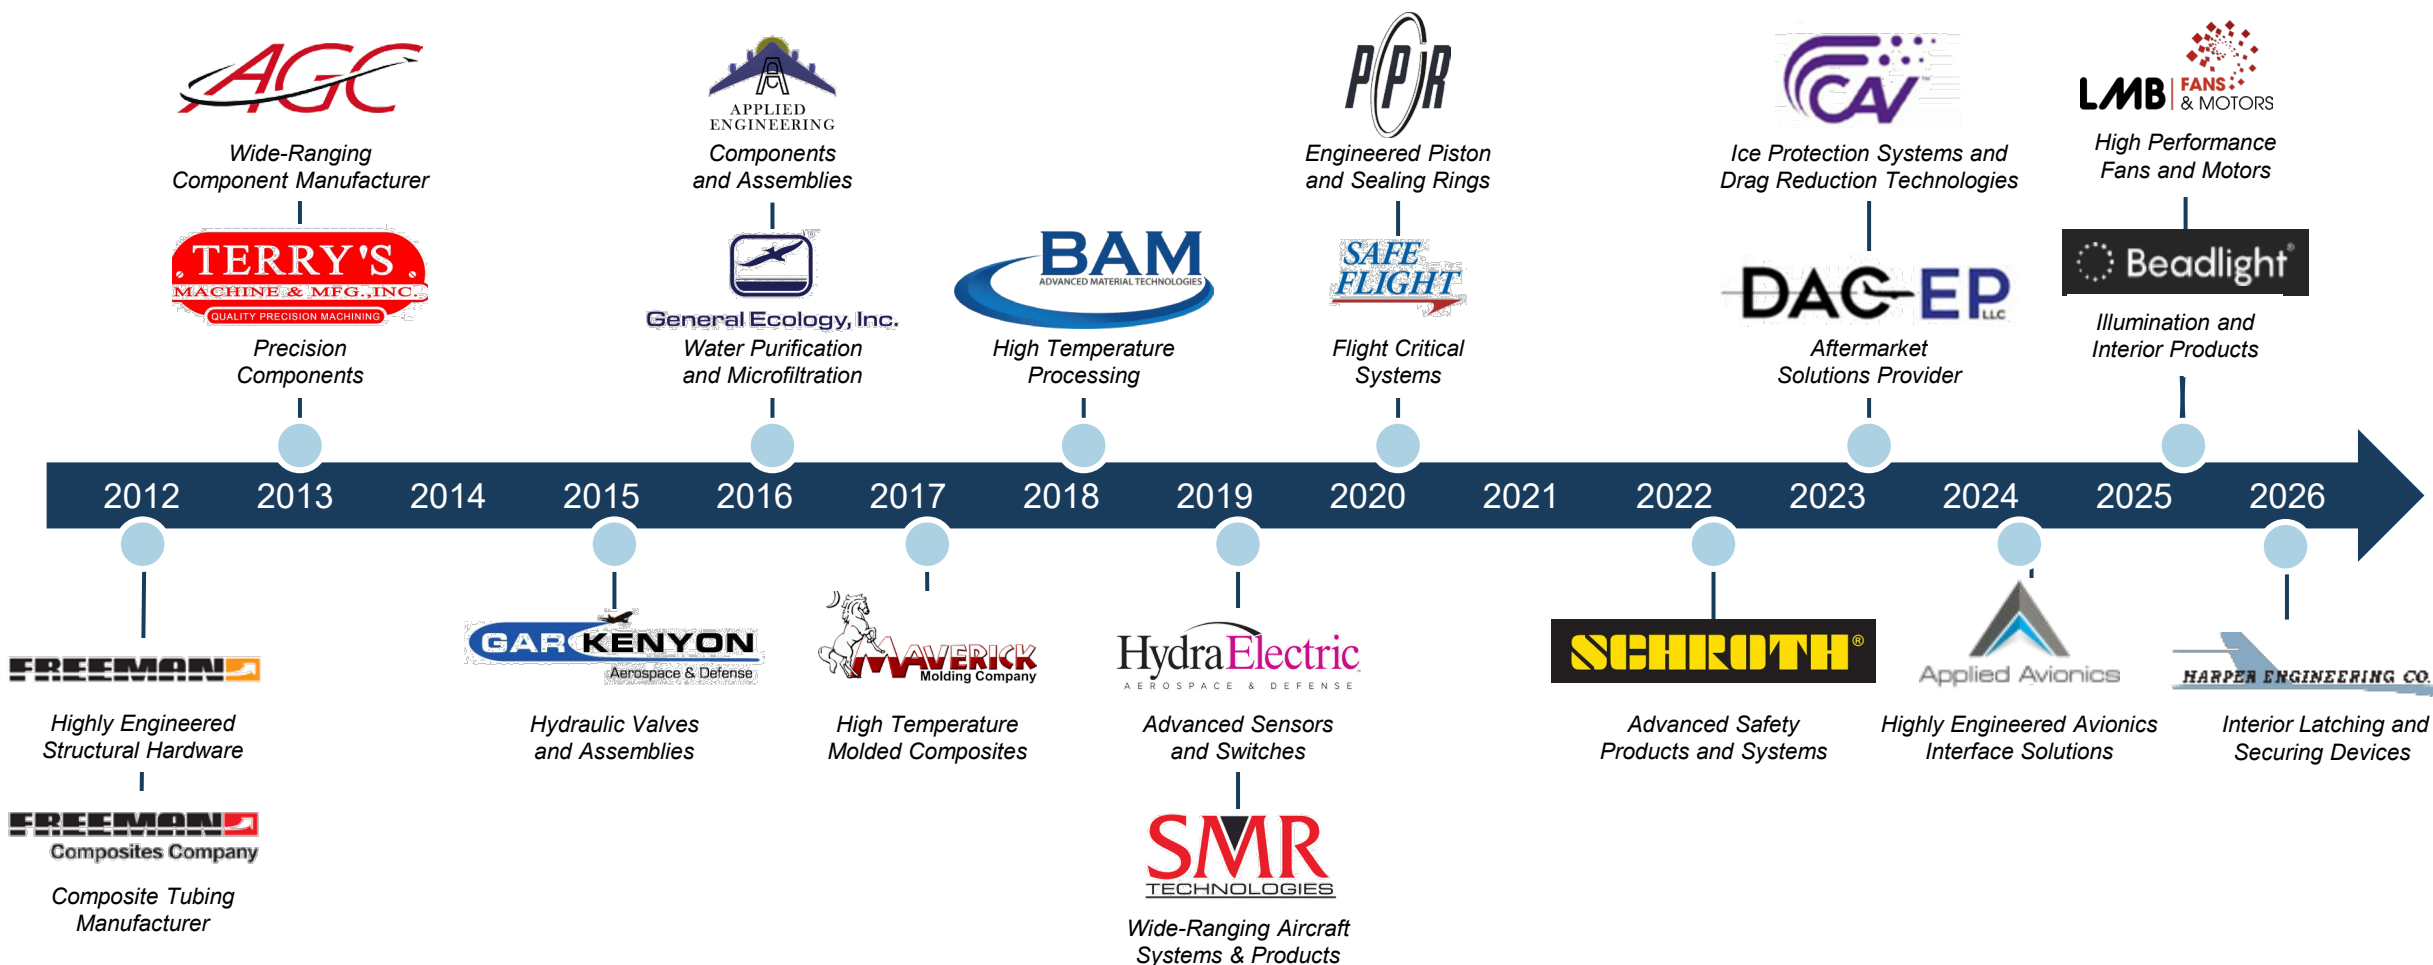 AGC
Wide-Ranging
Component Manufacturer
TERRY'S
MACHINE & MFG., INC.
QUALITY PRECISION MACHINING
Precision
Components
APPLIED
ENGINEERING
Components
and Assemblies
General Ecology, Inc.
Water Purification
and Microfiltration
BAM
ADVANCED MATERIAL TECHNOLOGIES
High Temperature
Processing
PPR
Engineered Piston
and Sealing Rings
SAFE
FLIGHT
Flight Critical
Systems
CAV™
Ice Protection Systems and
Drag Reduction Technologies
DAC-EP
LLC
Aftermarket
Solutions Provider
LMB FANS
& MOTORS
High Performance
Fans and Motors
Beadlight®
Illumination and
Interior Products
2012 2013 2014 2015 2016 2017 2018 2019 2020 2021 2022 2023 2024 2025 2026
FREEMAN
Highly Engineered
Structural Hardware
FREEMAN
Composites Company
Composite Tubing
Manufacturer
GAR KENYON
Aerospace & Defense
Hydraulic Valves
and Assemblies
MAVERICK
Molding Company
High Temperature
Molded Composites
HydraElectric
AEROSPACE & DEFENSE
Advanced Sensors
and Switches
SMR
TECHNOLOGIES
Wide-Ranging Aircraft
Systems & Products
SCHROTH®
Advanced Safety
Products and Systems
Applied Avionics
Highly Engineered Avionics
Interface Solutions
HARPER ENGINEERING CO.
Interior Latching and
Securing Devices